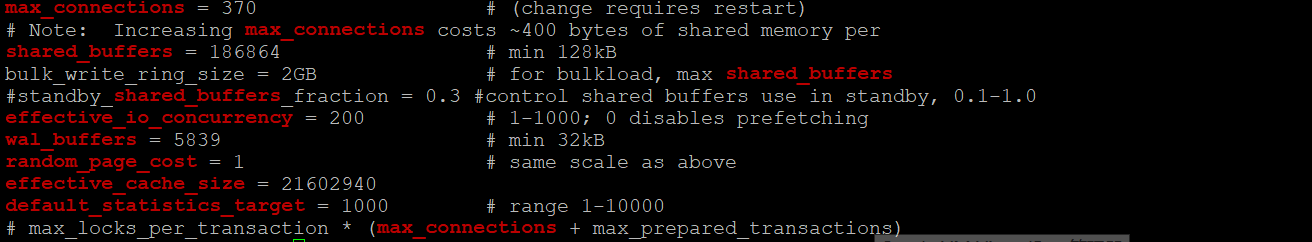 max_connections = 370                   # (change requires restart)
# Note:  Increasing max_connections costs ~400 bytes of shared memory per
shared_buffers = 186864                 # min 128kB
bulk_write_ring_size = 2GB              # for bulkload, max shared_buffers
#standby_shared_buffers_fraction = 0.3 #control shared buffers use in standby, 0.1-1.0
effective_io_concurrency = 200          # 1-1000; 0 disables prefetching
wal_buffers = 5839                      # min 32kB
random_page_cost = 1                    # same scale as above
effective_cache_size = 21602940
default_statistics_target = 1000        # range 1-10000
# max_locks_per_transaction * (max_connections + max_prepared_transactions)